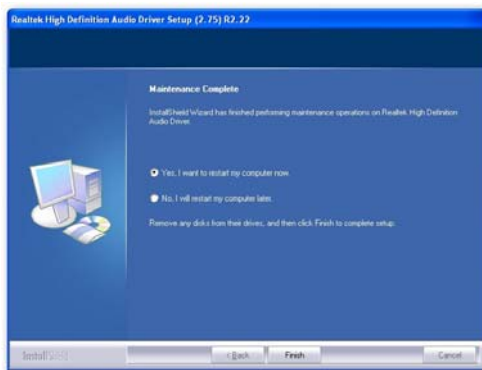 Realtek High Definition Audio Driver Setup (2.75) R2.22
Maintenance Complete
InstallShield Wizard has finished performing maintenance operations on Realtek High Definition
Audio Driver.
Yes, I want to restart my computer now.
No, I will restart my computer later.
Remove any disks from their drives, and then click Finish to complete setup.
InstallShield
< Back
Finish
Cancel